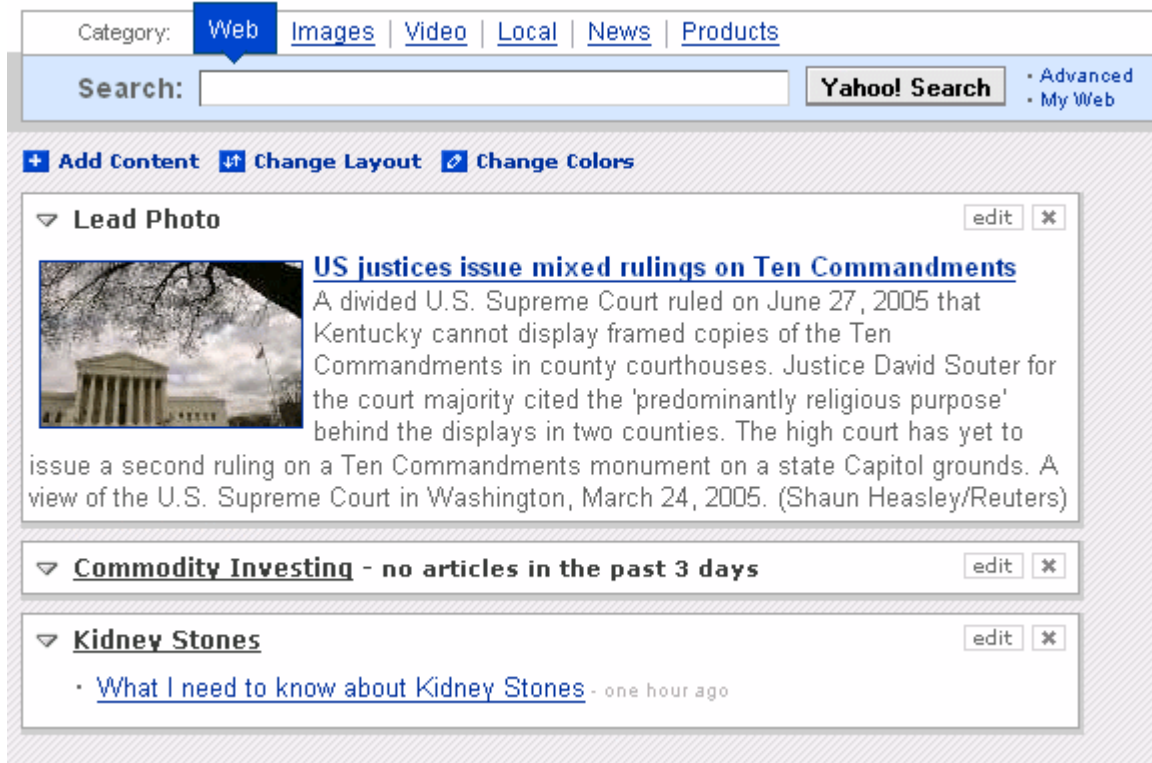 Category: Web Images | Video | Local | News | Products
Search: Yahoo! Search
· Advanced
· My Web
Add Content Change Layout Change Colors
Lead Photo edit
US justices issue mixed rulings on Ten Commandments
A divided U.S. Supreme Court ruled on June 27, 2005 that
Kentucky cannot display framed copies of the Ten
Commandments in county courthouses. Justice David Souter for
the court majority cited the 'predominantly religious purpose'
behind the displays in two counties. The high court has yet to
issue a second ruling on a Ten Commandments monument on a state Capitol grounds. A
view of the U.S. Supreme Court in Washington, March 24, 2005. (Shaun Heasley/Reuters)
Commodity Investing - no articles in the past 3 days edit
Kidney Stones edit
· What I need to know about Kidney Stones - one hour ago